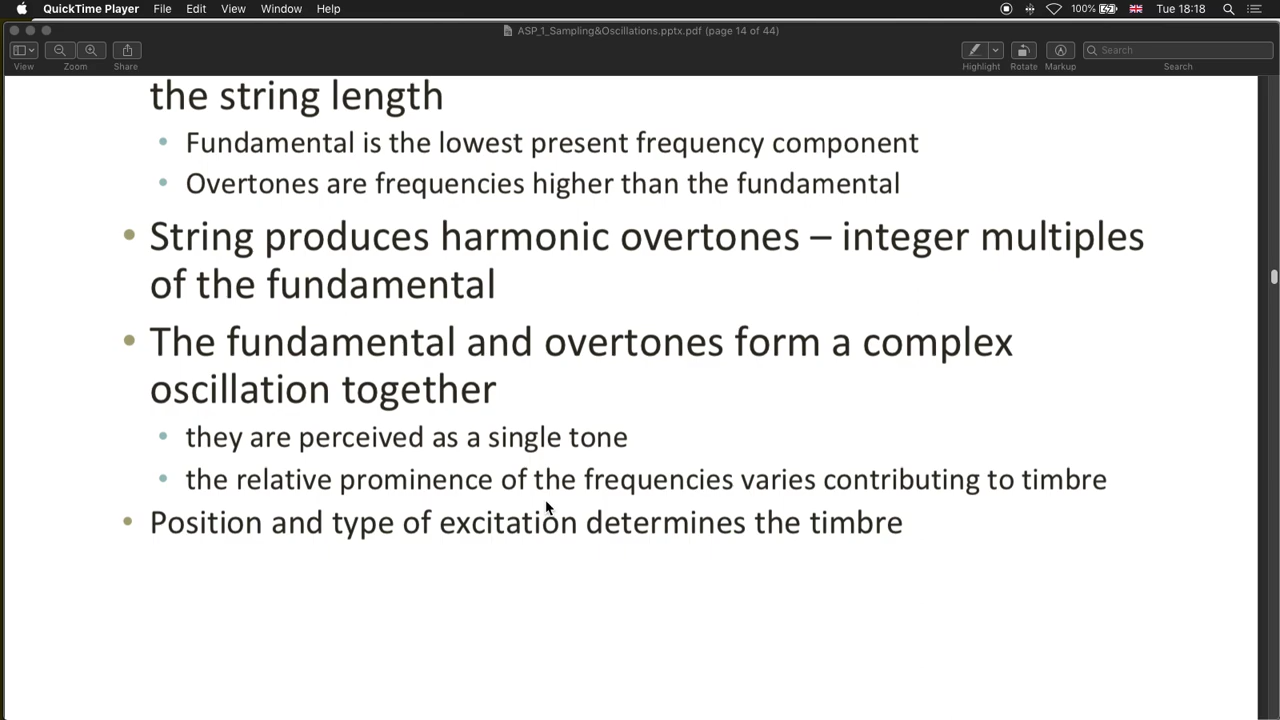 QuickTime Player File Edit View Window Help 100% Tue 18:18
ASP_1_Sampling&Oscillations.pptx.pdf (page 14 of 44)
Search
View Zoom Share Highlight Rotate Markup Search
the string length
• Fundamental is the lowest present frequency component
• Overtones are frequencies higher than the fundamental
• String produces harmonic overtones – integer multiples
of the fundamental
• The fundamental and overtones form a complex
oscillation together
• they are perceived as a single tone
• the relative prominence of the frequencies varies contributing to timbre
• Position and type of excitation determines the timbre